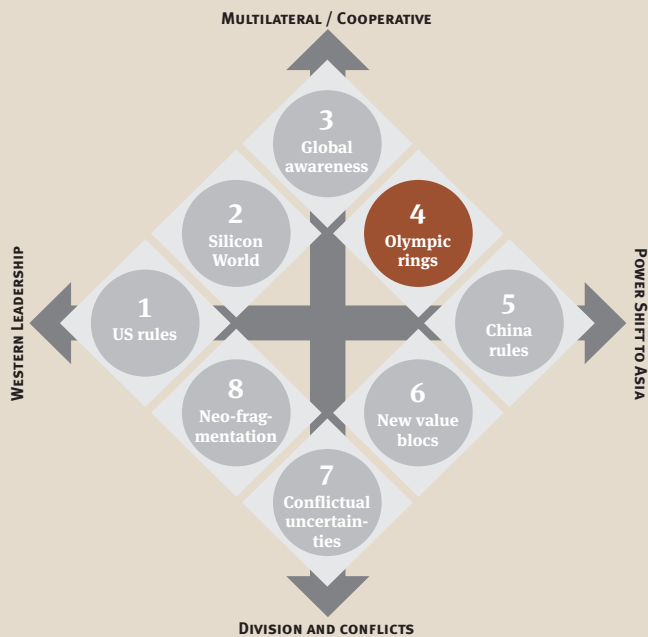 Multilateral / Cooperative
3
Global
awareness
2
Silicon
World
4
Olympic
rings
Western Leadership
1
US rules
5
China
rules
Power Shift to Asia
8
Neo-frag-
mentation
6
New value
blocs
7
Conflictual
uncertain-
ties
Division and conflicts